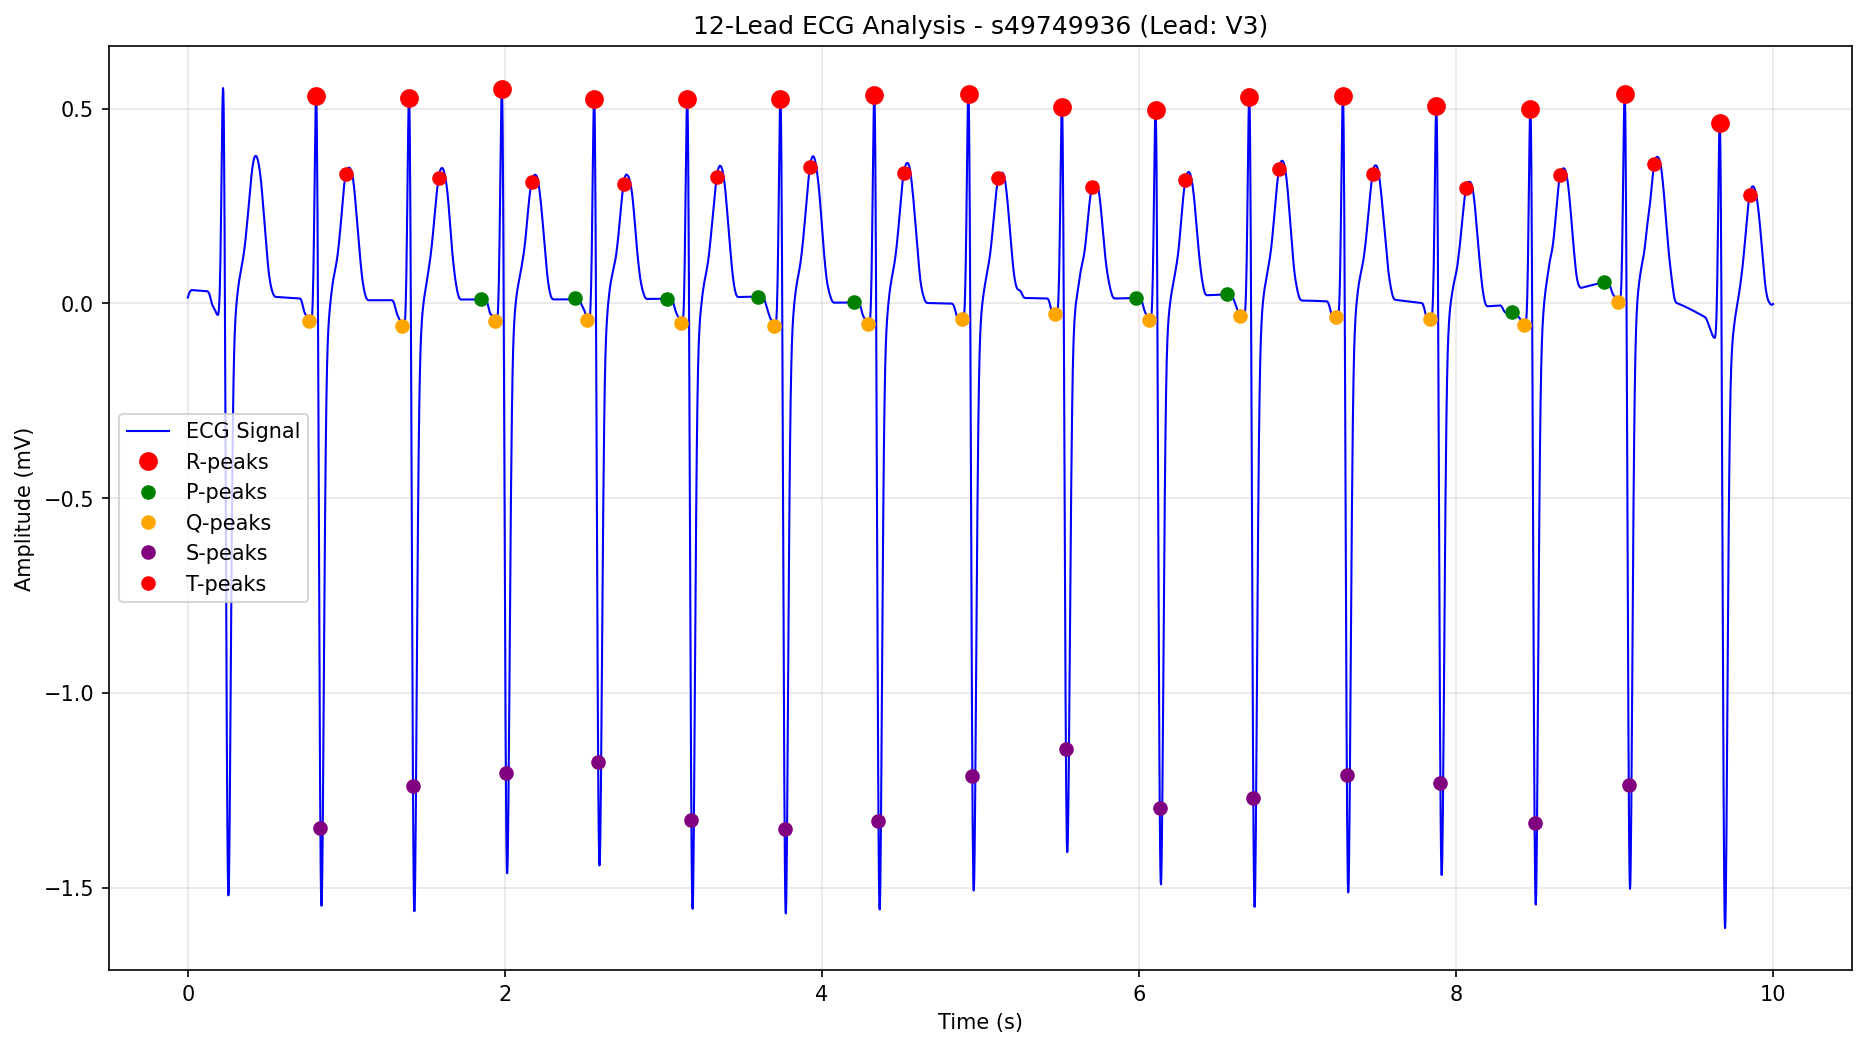 12-Lead ECG Analysis - s49749936 (Lead: V3)
Amplitude (mV)
0.5
0.0
−0.5
−1.0
−1.5
ECG Signal
R-peaks
P-peaks
Q-peaks
S-peaks
T-peaks
0 2 4 6 8 10
Time (s)